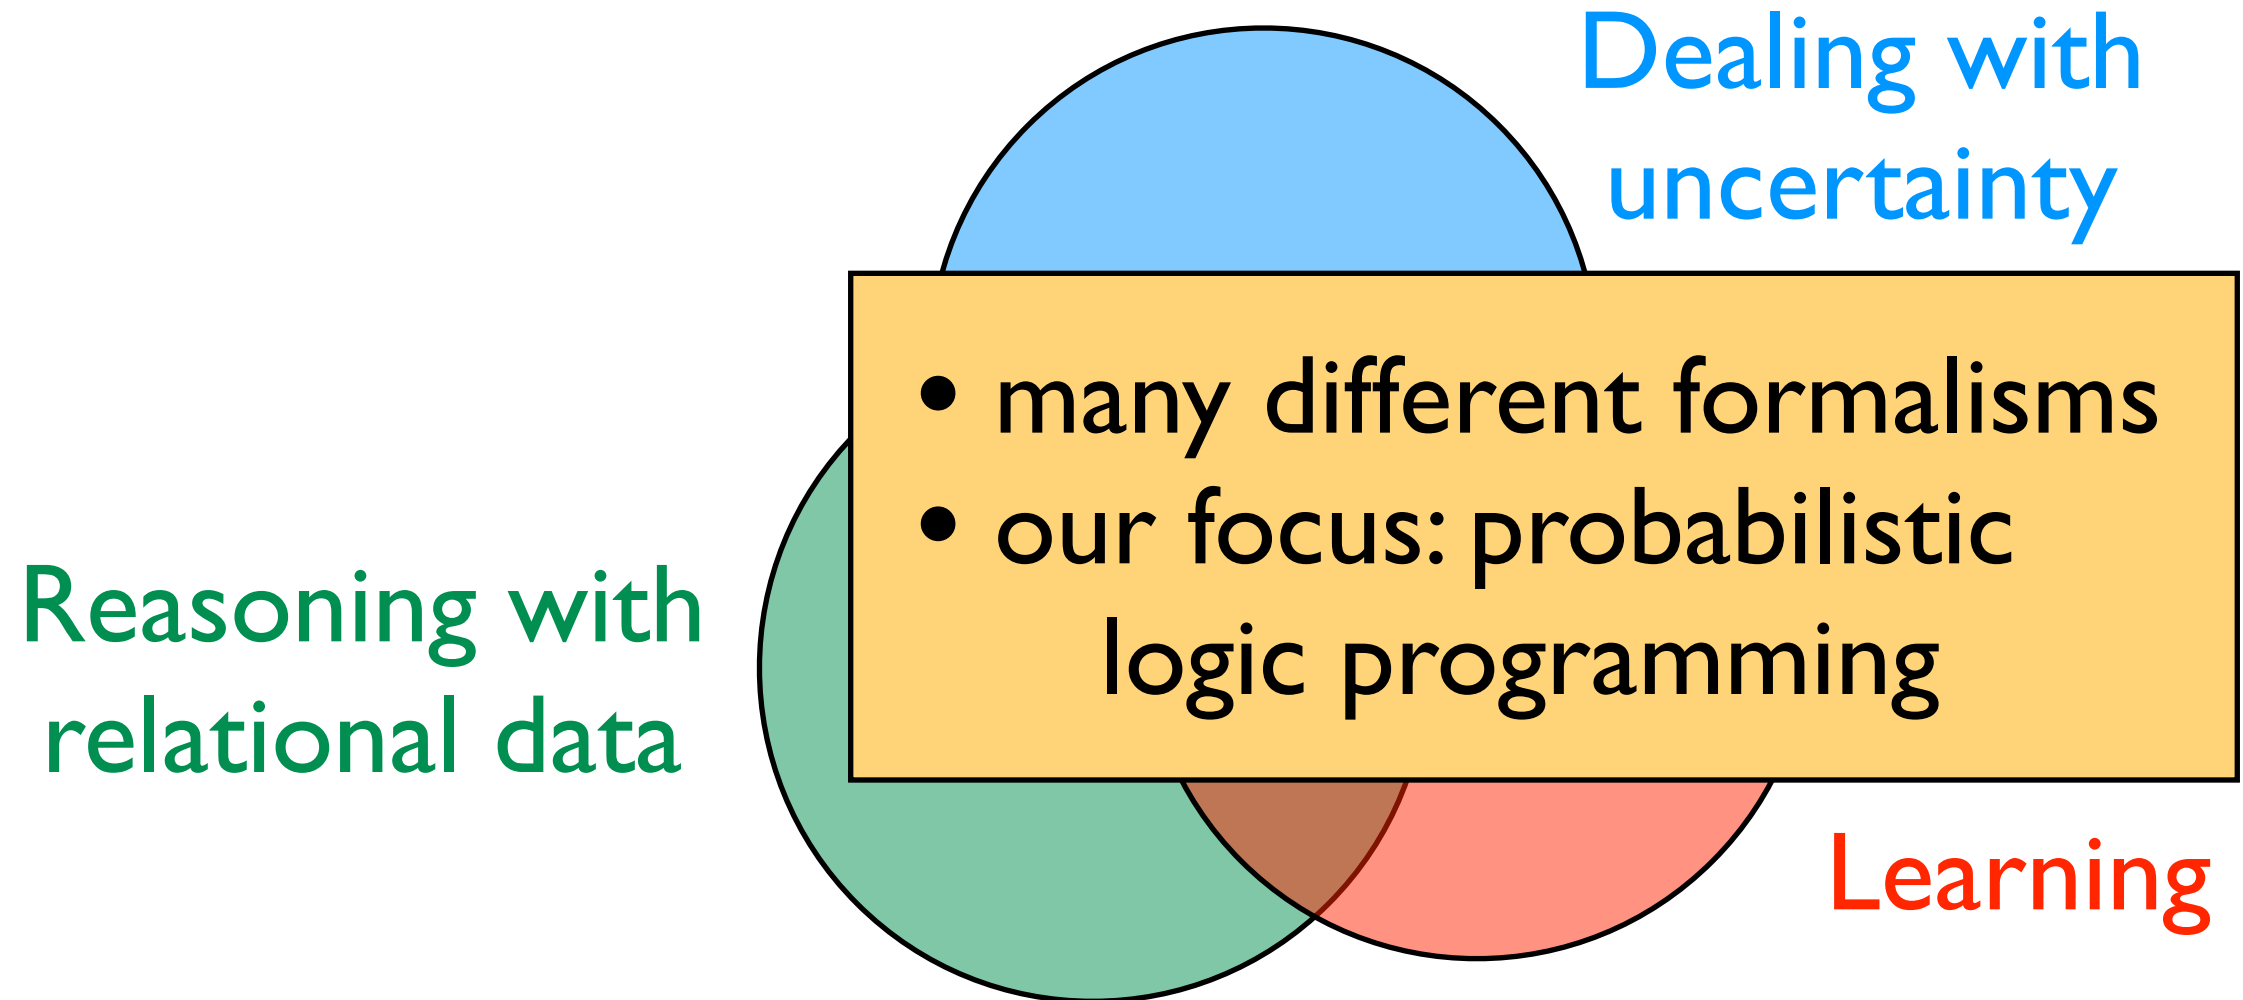 Dealing with
uncertainty
• many different formalisms
• our focus: probabilistic
logic programming
Reasoning with
relational data
Learning